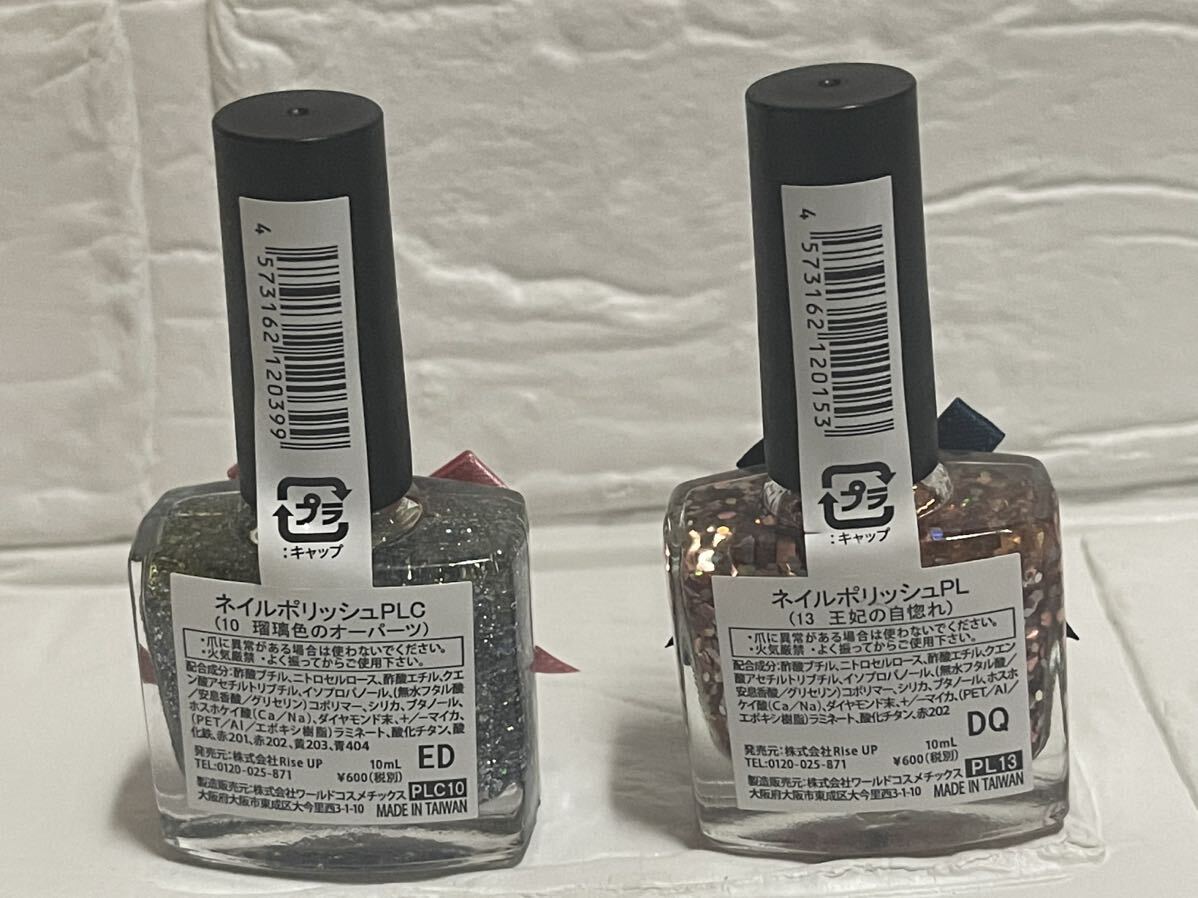 4 573162 120399
プラ
:キャップ
ネイルポリッシュPLC
(10 瑠璃色のオーパーツ)
・爪に異常がある場合は使わないでください。
・火気厳禁 ・よく振ってからご使用下さい。
配合成分:酢酸ブチル、ニトロセルロース、酢酸エチル、クエ
ン酸アセチルトリブチル、イソプロパノール、(無水フタル酸
/安息香酸/グリセリン)コポリマー、シリカ、ブタノール、
ホスホケイ酸(Ca/Na)、ダイヤモンド末、+/-マイカ、
(PET/Al/エポキシ樹脂)ラミネート、酸化チタン、酸
化鉄、赤201、赤202、黄203、青404
発売元:株式会社Rise UP 10mL ED
TEL:0120-025-871 ¥600(税別)
製造販売元:株式会社ワールドコスメチックス PLC10
大阪府大阪市東成区大今里西3-1-10 MADE IN TAIWAN
4 573162 120153
プラ
:キャップ
ネイルポリッシュPL
(13 王妃の自惚れ)
・爪に異常がある場合は使わないでください。
・火気厳禁 ・よく振ってからご使用下さい。
配合成分:酢酸ブチル、ニトロセルロース、酢酸エチル、クエン
酸アセチルトリブチル、イソプロパノール、(無水フタル酸/
安息香酸/グリセリン)コポリマー、シリカ、ブタノール、ホスホ
ケイ酸(Ca/Na)、ダイヤモンド末、+/-マイカ、(PET/Al/
エポキシ樹脂)ラミネート、酸化チタン、赤202
DQ
発売元:株式会社Rise UP 10mL
TEL:0120-025-871 ¥600(税別)
製造販売元:株式会社ワールドコスメチックス PL13
大阪府大阪市東成区大今里西3-1-10 MADE IN TAIWAN